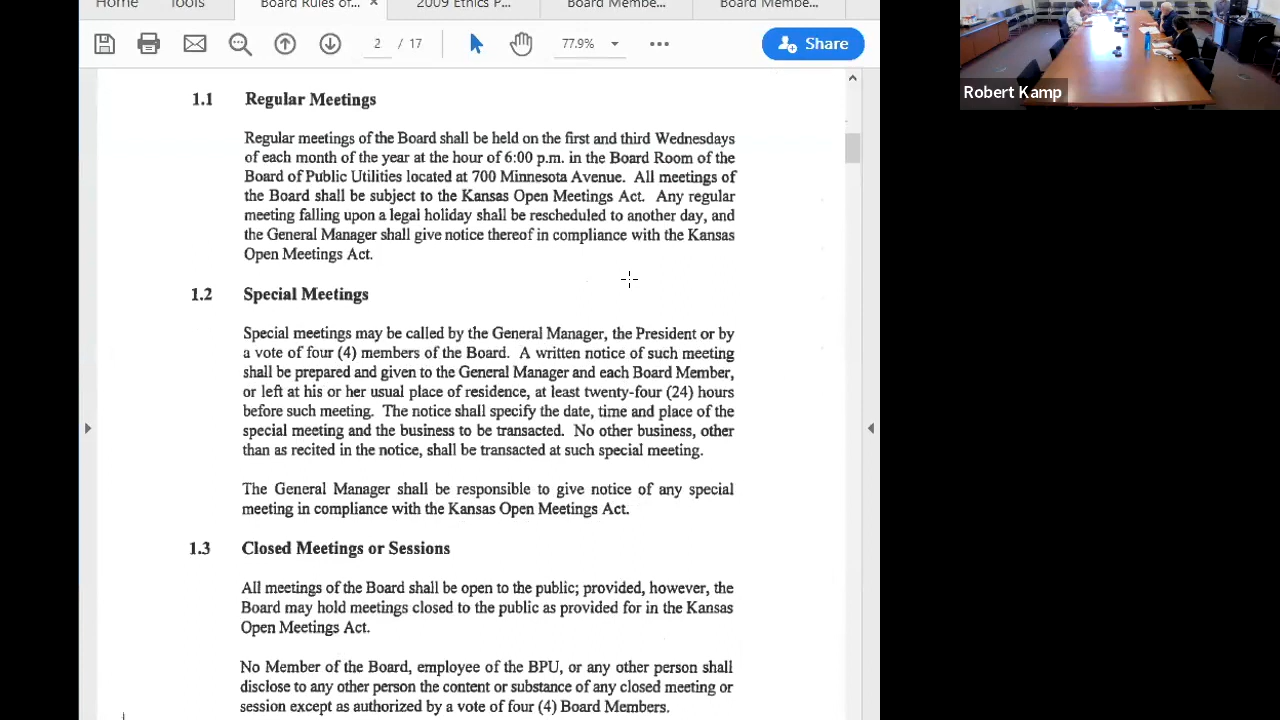 Home Tools Board Rules of... × 2009 Ethics P... Board Membe... Board Membe...
2 / 17 77.9% Share
Robert Kamp
1.1 Regular Meetings
Regular meetings of the Board shall be held on the first and third Wednesdays
of each month of the year at the hour of 6:00 p.m. in the Board Room of the
Board of Public Utilities located at 700 Minnesota Avenue. All meetings of
the Board shall be subject to the Kansas Open Meetings Act. Any regular
meeting falling upon a legal holiday shall be rescheduled to another day, and
the General Manager shall give notice thereof in compliance with the Kansas
Open Meetings Act.
1.2 Special Meetings
Special meetings may be called by the General Manager, the President or by
a vote of four (4) members of the Board. A written notice of such meeting
shall be prepared and given to the General Manager and each Board Member,
or left at his or her usual place of residence, at least twenty-four (24) hours
before such meeting. The notice shall specify the date, time and place of the
special meeting and the business to be transacted. No other business, other
than as recited in the notice, shall be transacted at such special meeting.
The General Manager shall be responsible to give notice of any special
meeting in compliance with the Kansas Open Meetings Act.
1.3 Closed Meetings or Sessions
All meetings of the Board shall be open to the public; provided, however, the
Board may hold meetings closed to the public as provided for in the Kansas
Open Meetings Act.
No Member of the Board, employee of the BPU, or any other person shall
disclose to any other person the content or substance of any closed meeting or
session except as authorized by a vote of four (4) Board Members.